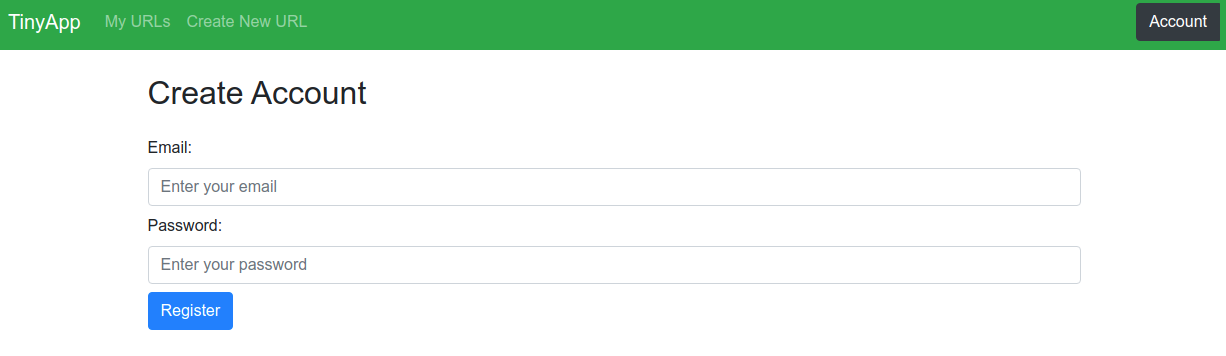 TinyApp My URLs Create New URL Account
Create Account
Email:
Enter your email
Password:
Enter your password
Register